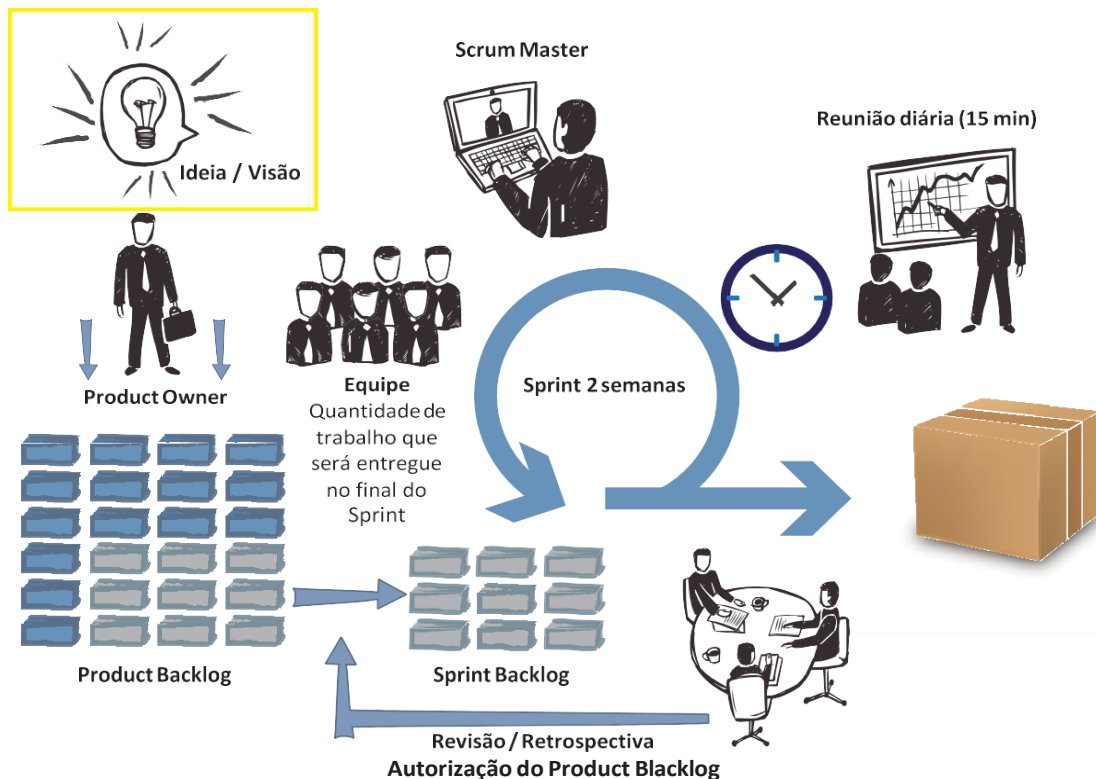 Scrum Master
Reunião diária (15 min)
Ideia / Visão
Product Owner
Equipe
Quantidade de
trabalho que
será entregue
no final do
Sprint
Sprint 2 semanas
Product Backlog
Sprint Backlog
Revisão / Retrospectiva
Autorização do Product Blacklog